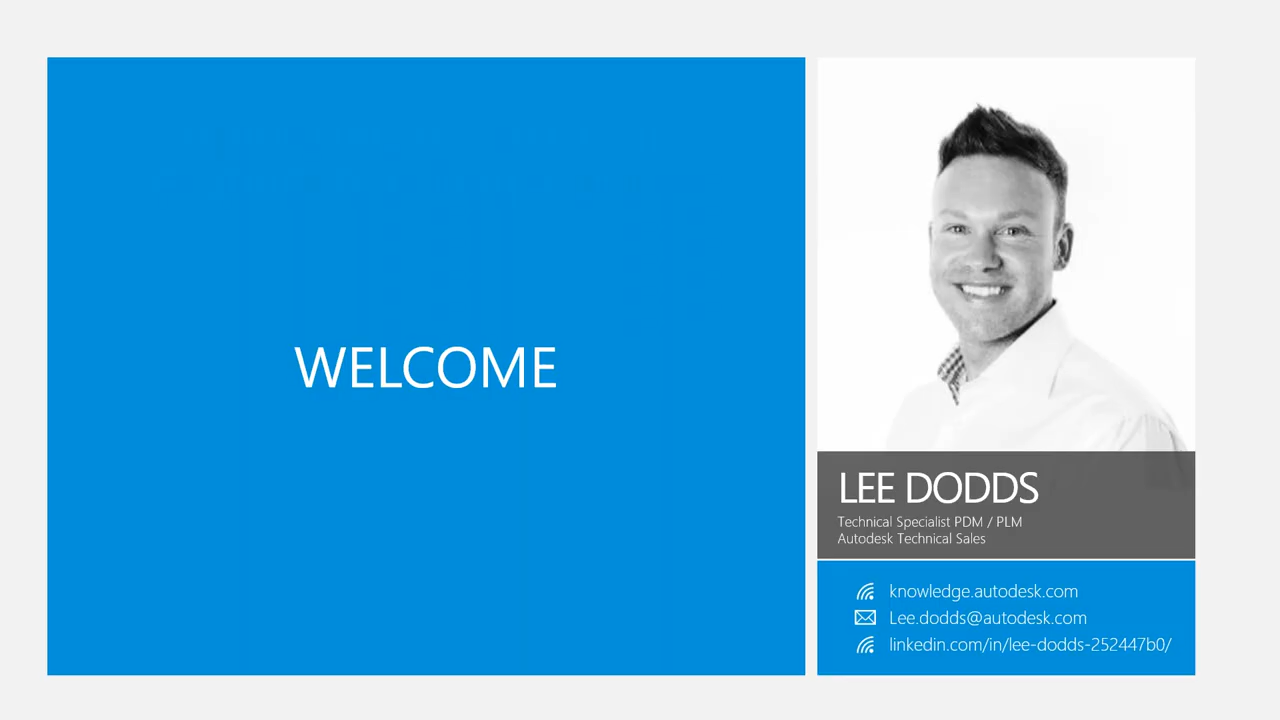 WELCOME
LEE DODDS
Technical Specialist PDM / PLM
Autodesk Technical Sales
knowledge.autodesk.com
Lee.dodds@autodesk.com
linkedin.com/in/lee-dodds-252447b0/